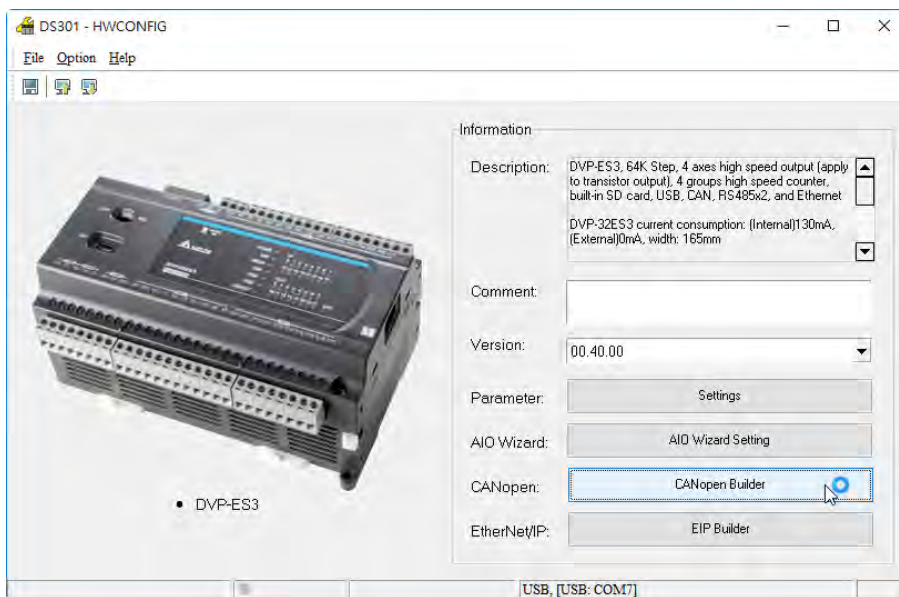 DS301 - HWCONFIG
File Option Help
Information
Description:
DVP-ES3, 64K Step, 4 axes high speed output (apply
to transistor output), 4 groups high speed counter,
built-in SD card, USB, CAN, RS485x2, and Ethernet
DVP-32ES3 current consumption: (Internal)130mA,
(External)0mA, width: 165mm
Comment:
Version:
00.40.00
Parameter:
Settings
AIO Wizard:
AIO Wizard Setting
CANopen:
CANopen Builder
EtherNet/IP:
EIP Builder
• DVP-ES3
USB, [USB: COM7]